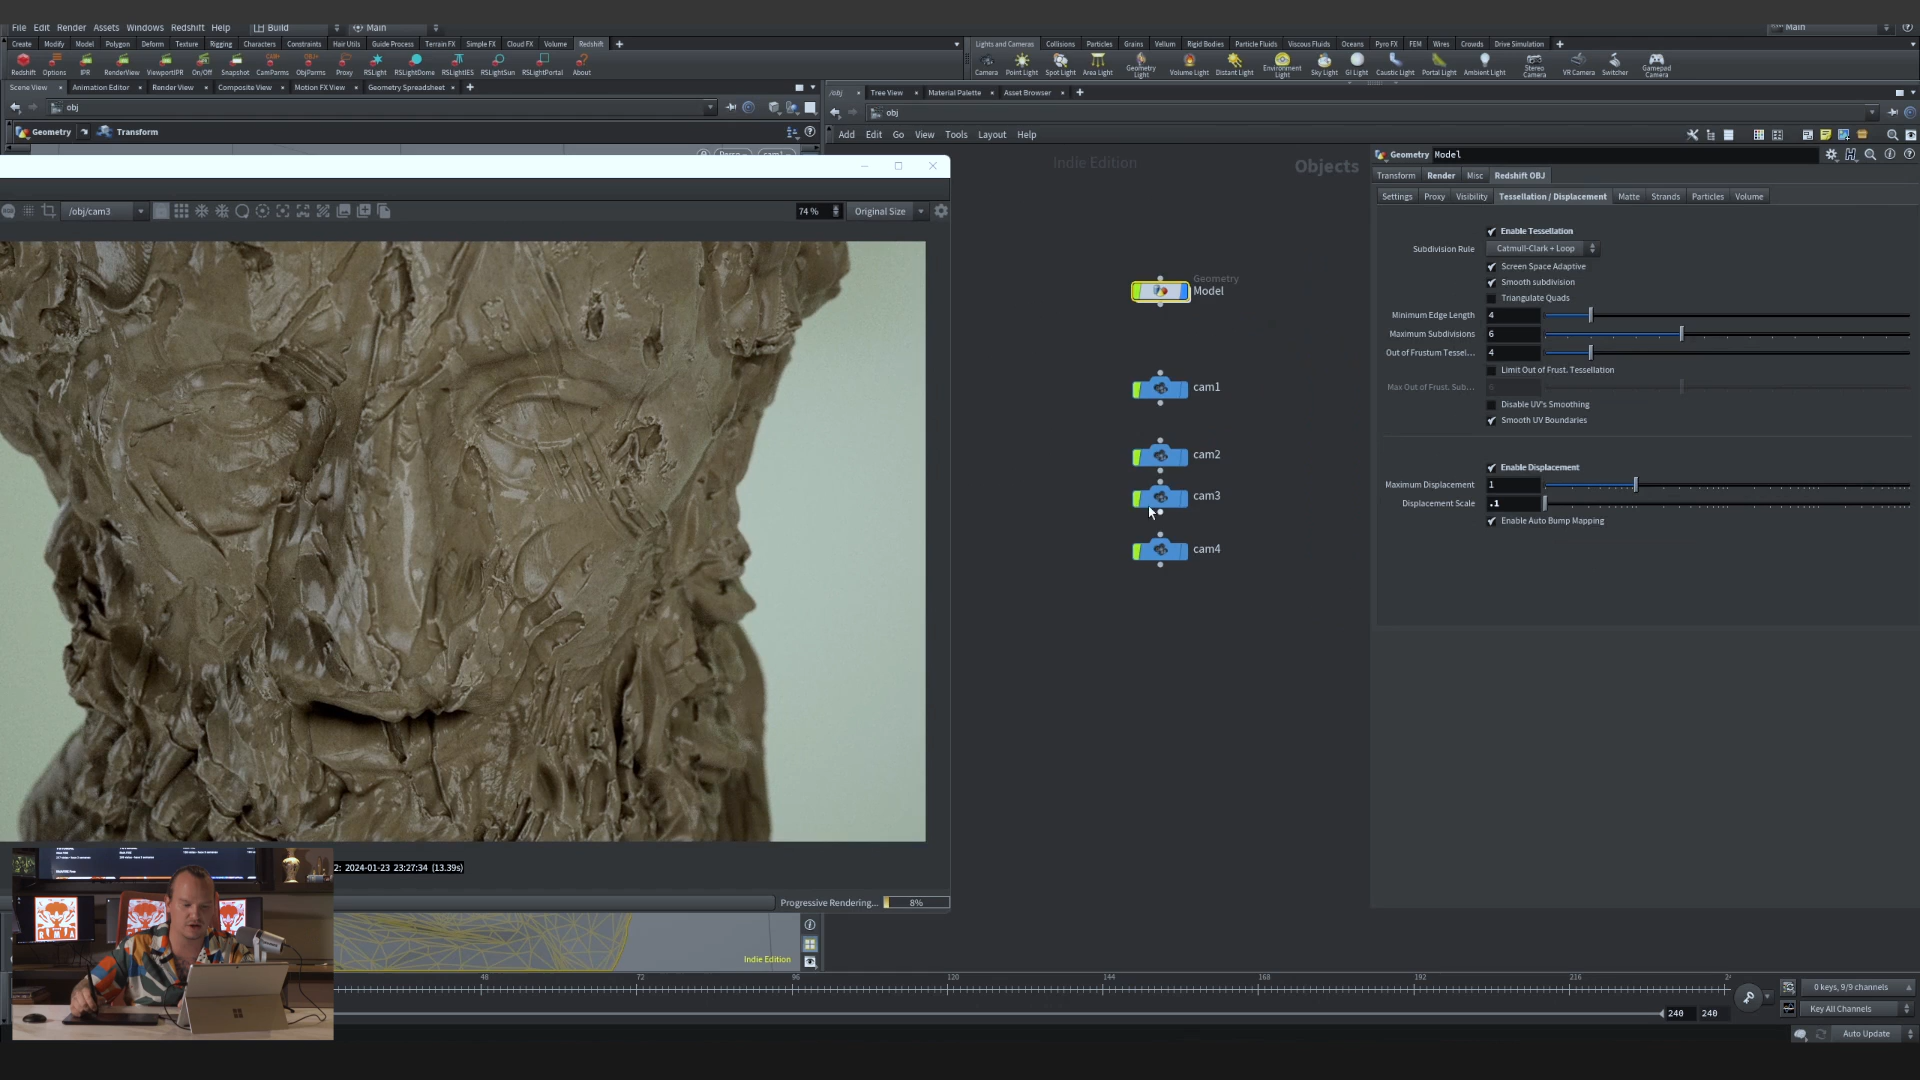 File Edit Render Assets Windows Redshift Help Build Main Main
Create Modify Model Polygon Deform Texture Rigging Characters Constraints Hair Utils Guide Process Terrain FX Simple FX Cloud FX Volume Redshift
Lights and Cameras Collisions Particles Grains Vellum Rigid Bodies Particle Fluids Viscous Fluids Oceans Pyro FX FEM Wires Crowds Drive Simulation
Redshift Options IPR RenderView ViewportIPR On/Off Snapshot CamParms ObjParms Proxy RSLight RSLightDome RSLightIES RSLightSun RSLightPortal About
Camera Point Light Spot Light Area Light Geometry Light Volume Light Distant Light Environment Light Sky Light GI Light Caustic Light Portal Light Ambient Light Stereo Camera VR Camera Switcher Gamepad Camera
Scene View Animation Editor Render View Composite View Motion FX View Geometry Spreadsheet
/obj Tree View Material Palette Asset Browser
obj
obj
Geometry Transform
Add Edit Go View Tools Layout Help
Indie Edition
Objects
Geometry Model
Transform Render Misc Redshift OBJ
Settings Proxy Visibility Tessellation / Displacement Matte Strands Particles Volume
/obj/cam3
74 %
Original Size
Enable Tessellation
Subdivision Rule Catmull-Clark + Loop
Screen Space Adaptive
Smooth subdivision
Triangulate Quads
Minimum Edge Length 4
Maximum Subdivisions 6
Out of Frustum Tessel... 4
Limit Out of Frust. Tessellation
Max Out of Frust. Sub... 6
Disable UV's Smoothing
Smooth UV Boundaries
Enable Displacement
Maximum Displacement 1
Displacement Scale .1
Enable Auto Bump Mapping
Geometry
Model
cam1
cam2
cam3
cam4
2: 2024-01-23 23:27:34 (13.39s)
Progressive Rendering... 8%
Indie Edition
48 72 96 120 144 168 192 216
240 240
0 keys, 9/9 channels
Key All Channels
Auto Update